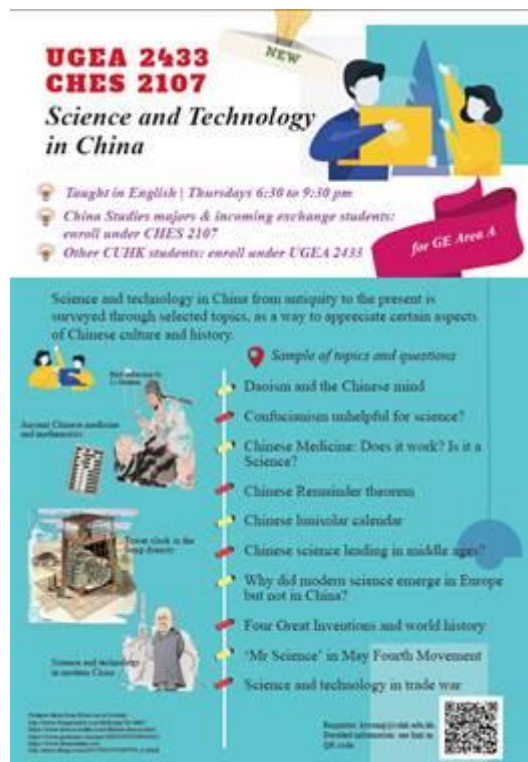 NEW
UGEA 2433
CHES 2107
Science and Technology
in China
Taught in English | Thursdays 6:30 to 9:30 pm
China Studies majors & incoming exchange students:
enroll under CHES 2107
Other CUHK students: enroll under UGEA 2433
for GE Area A
Science and technology in China from antiquity to the present is
surveyed through selected topics, as a way to appreciate certain aspects
of Chinese culture and history.
Sample of topics and questions
Daoism and the Chinese mind
Confucianism unhelpful for science?
Chinese Medicine: Does it work? Is it a
Science?
Chinese Remainder theorem
Chinese lunisolar calendar
Chinese science leading in middle ages?
Why did modern science emerge in Europe
but not in China?
Four Great Inventions and world history
'Mr Science' in May Fourth Movement
Science and technology in trade war
Ancient Chinese medicine
and mathematics
Tower clock in the
Song dynasty
Science and technology
in modern China
Detailed information: see link in
QR code